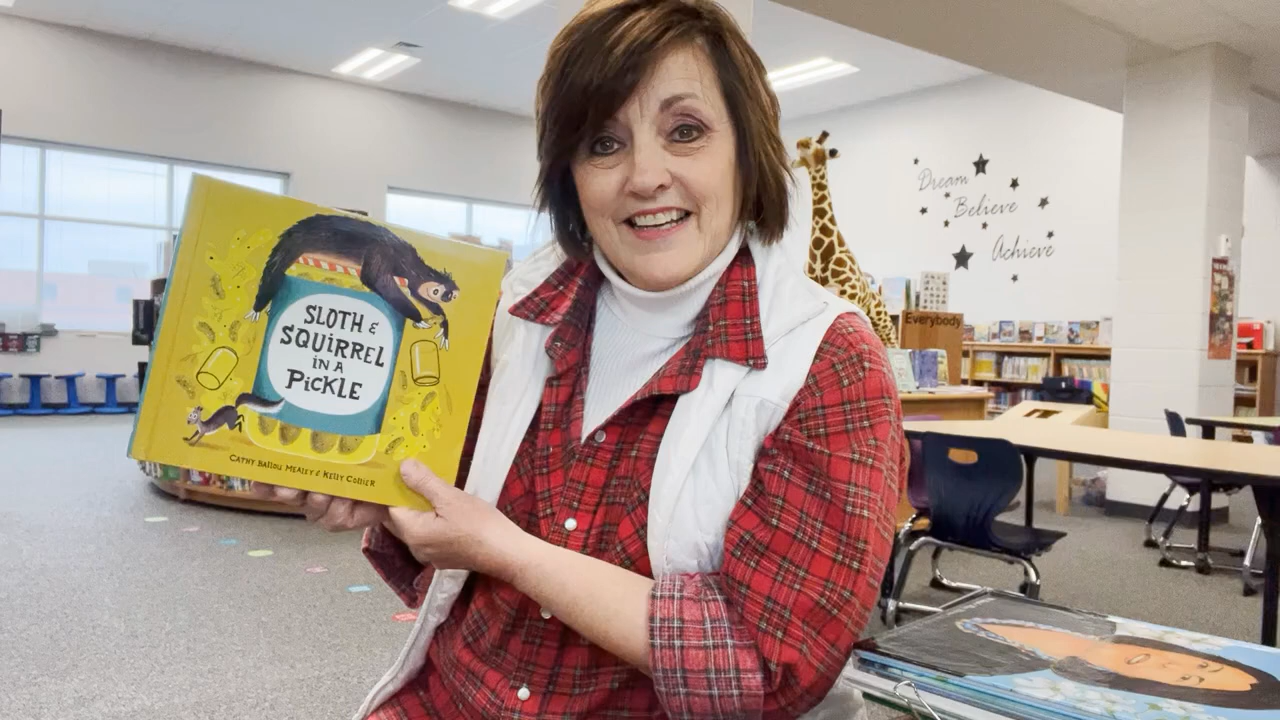 SLOTH &
SQUIRREL
IN A
PICKLE
CATHY BALLOU MEALEY & KELLY COLLIER
Dream
Believe
Achieve
Everybody